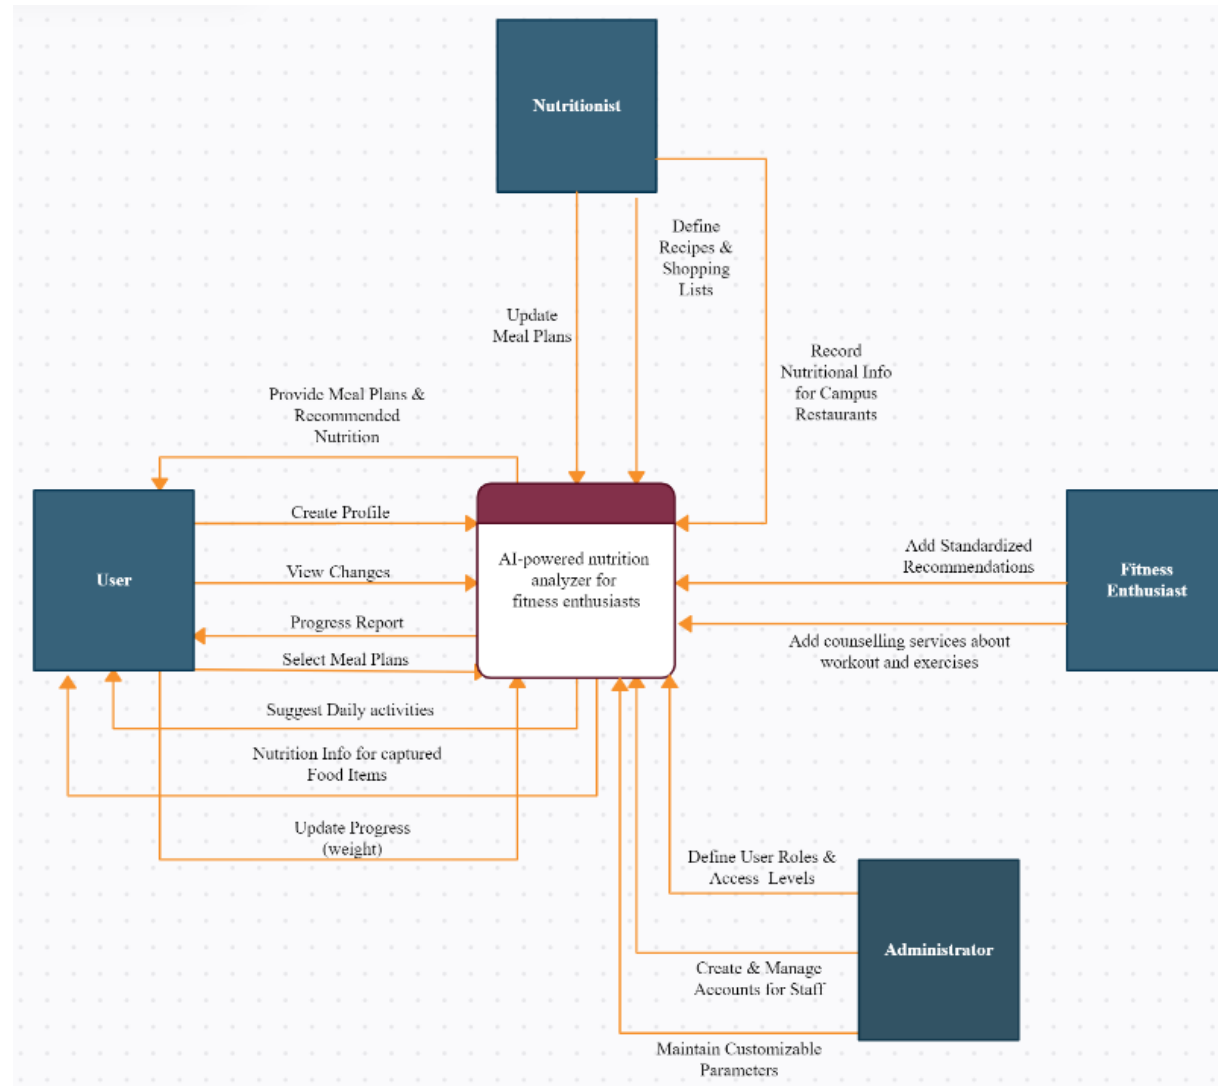 Nutritionist
Define
Recipes &
Shopping
Lists
Update
Meal Plans
Record
Nutritional Info
for Campus
Restaurants
Provide Meal Plans &
Recommended
Nutrition
Create Profile
View Changes
Progress Report
Select Meal Plans
User
AI-powered nutrition
analyzer for
fitness enthusiasts
Add Standardized
Recommendations
Fitness
Enthusiast
Add counselling services about
workout and exercises
Suggest Daily activities
Nutrition Info for captured
Food Items
Update Progress
(weight)
Define User Roles &
Access Levels
Administrator
Create & Manage
Accounts for Staff
Maintain Customizable
Parameters